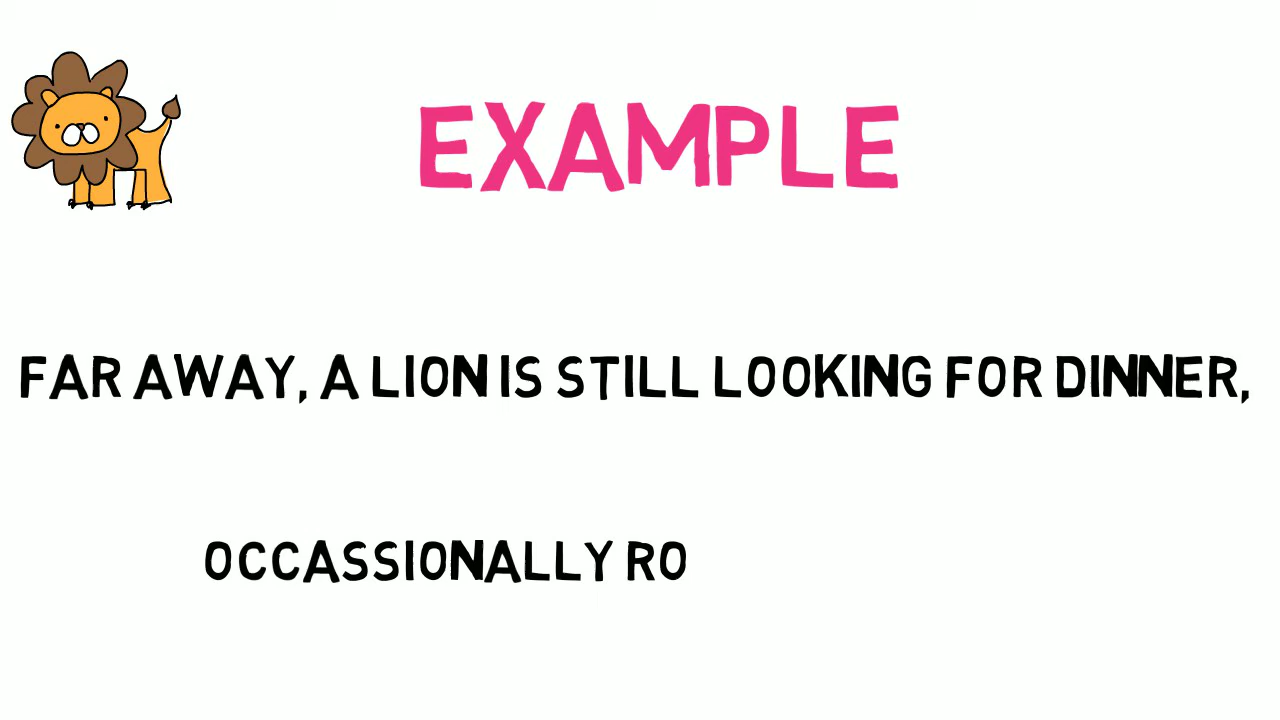 EXAMPLE
FAR AWAY, A LION IS STILL LOOKING FOR DINNER,
OCCASSIONALLY RO